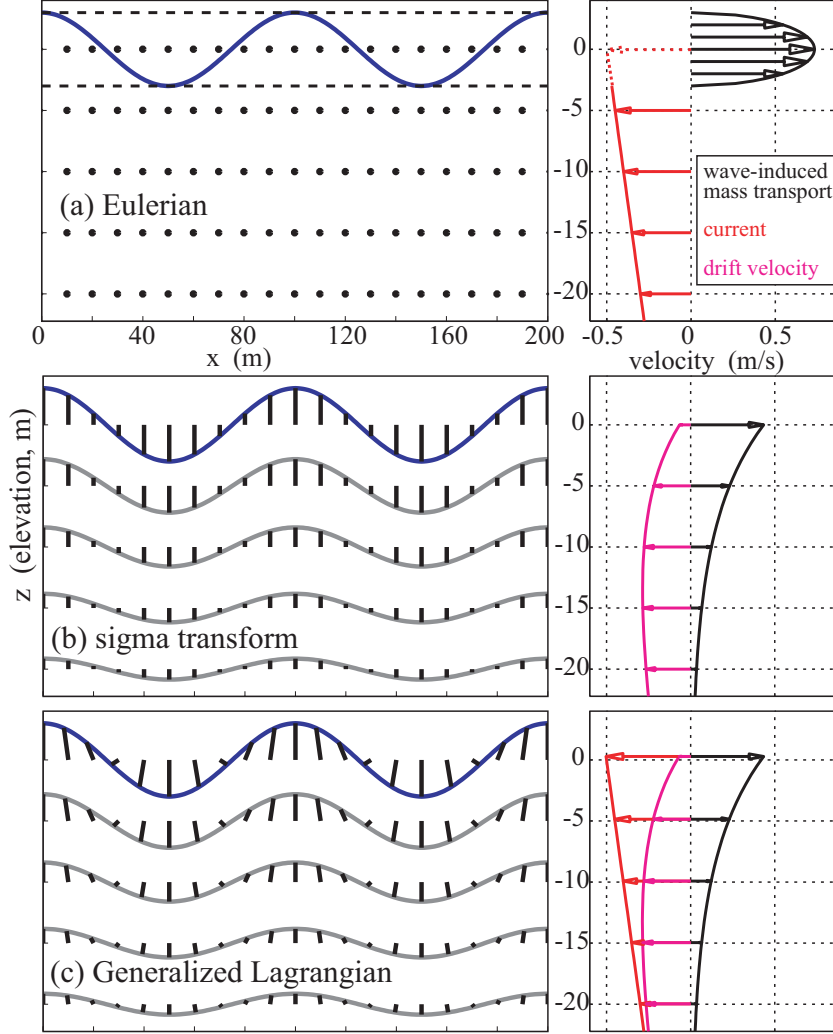 0
-5
-10
-15
-20
(a) Eulerian
wave-induced
mass transport
current
drift velocity
0 40 80 120 160 200
x (m)
-0.5 0 0.5
velocity (m/s)
z (elevation, m)
0
-5
-10
-15
-20
(b) sigma transform
0
-5
-10
-15
-20
(c) Generalized Lagrangian